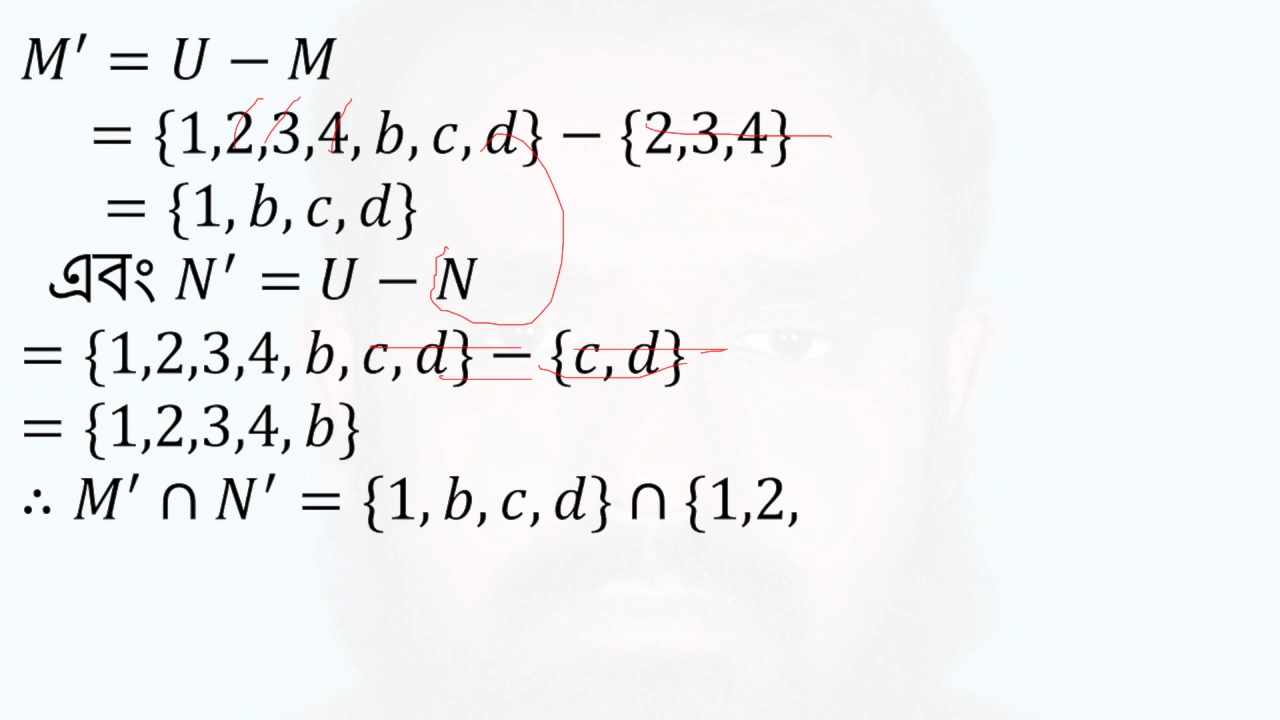 M′ = U − M
= {1,2,3,4, b, c, d} − {2,3,4}
= {1, b, c, d}
এবং N′ = U − N
= {1,2,3,4, b, c, d} − {c, d}
= {1,2,3,4, b}
∴ M′ ∩ N′ = {1, b, c, d} ∩ {1,2,